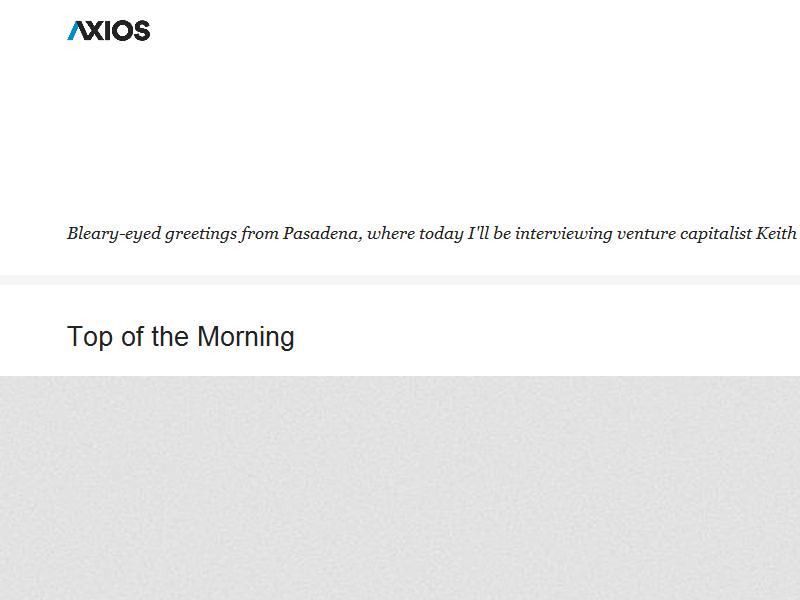 AXIOS
Bleary-eyed greetings from Pasadena, where today I'll be interviewing venture capitalist Keith
Top of the Morning